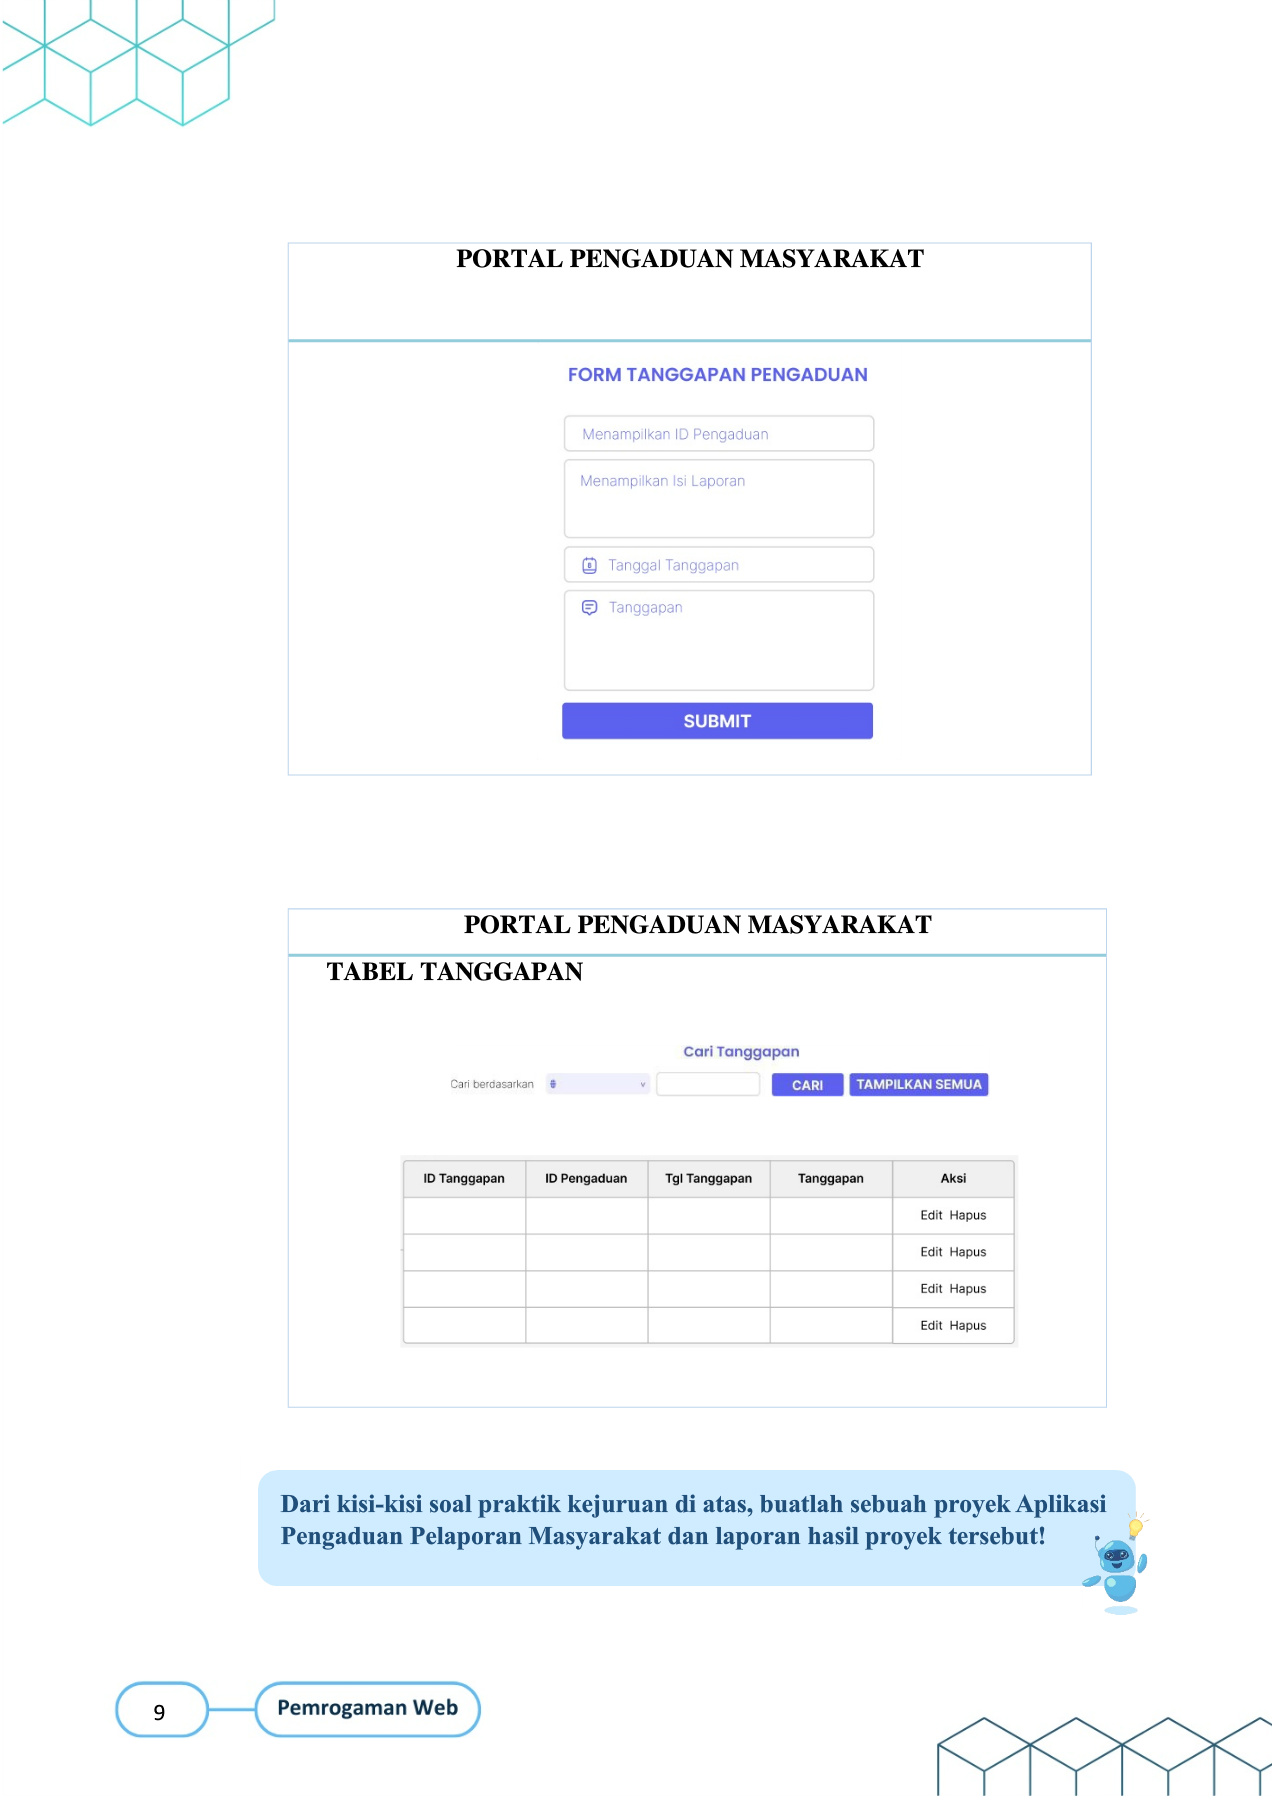 PORTAL PENGADUAN MASYARAKAT
FORM TANGGAPAN PENGADUAN
Menampilkan ID Pengaduan
Menampilkan Isi Laporan
Tanggal Tanggapan
Tanggapan
SUBMIT
PORTAL PENGADUAN MASYARAKAT
TABEL TANGGAPAN
Cari Tanggapan
Cari berdasarkan CARI TAMPILKAN SEMUA
ID Tanggapan ID Pengaduan Tgl Tanggapan Tanggapan Aksi
Edit Hapus
Edit Hapus
Edit Hapus
Edit Hapus
Dari kisi-kisi soal praktik kejuruan di atas, buatlah sebuah proyek Aplikasi
Pengaduan Pelaporan Masyarakat dan laporan hasil proyek tersebut!
9 Pemrogaman Web